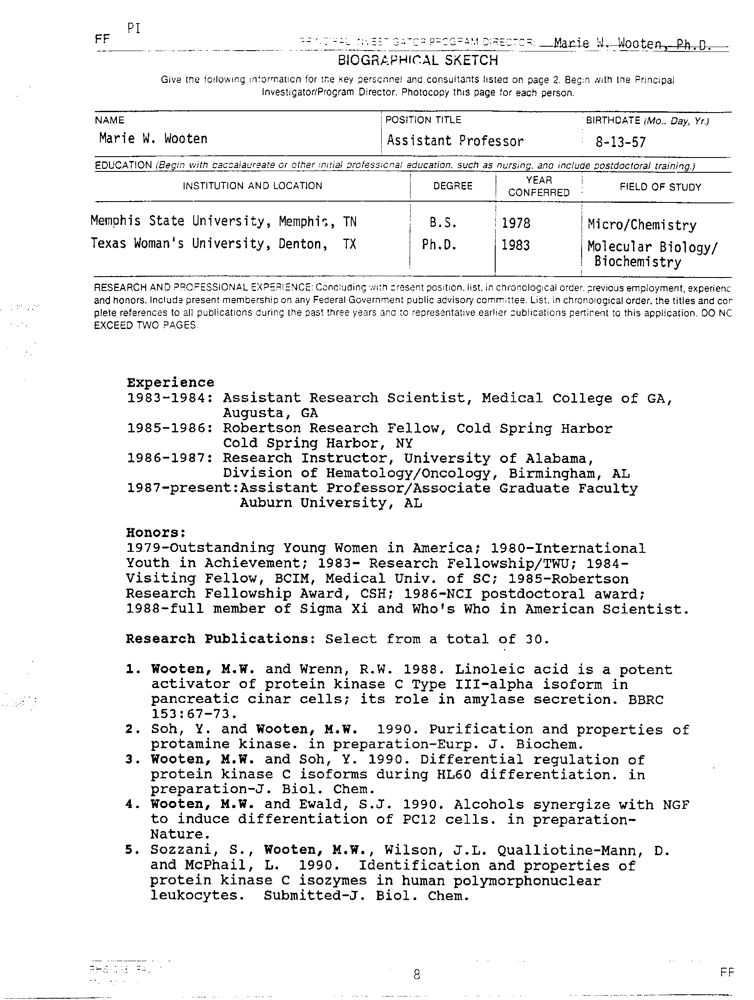 PI
FF
PRINCIPAL INVESTIGATOR/PROGRAM DIRECTOR: Marie W. Wooten, Ph.D.
BIOGRAPHICAL SKETCH
Give the following information for the key personnel and consultants listed on page 2. Begin with the Principal
Investigator/Program Director. Photocopy this page for each person.
NAME POSITION TITLE BIRTHDATE (Mo., Day, Yr.)
Marie W. Wooten Assistant Professor 8-13-57
EDUCATION (Begin with baccalaureate or other initial professional education, such as nursing, and include postdoctoral training.)
INSTITUTION AND LOCATION DEGREE YEAR CONFERRED FIELD OF STUDY
Memphis State University, Memphis, TN B.S. 1978 Micro/Chemistry
Texas Woman's University, Denton, TX Ph.D. 1983 Molecular Biology/
Biochemistry
RESEARCH AND PROFESSIONAL EXPERIENCE: Concluding with present position, list, in chronological order, previous employment, experienc
and honors. Include present membership on any Federal Government public advisory committee. List, in chronological order, the titles and com
plete references to all publications during the past three years and to representative earlier publications pertinent to this application. DO NO
EXCEED TWO PAGES.
Experience
1983-1984: Assistant Research Scientist, Medical College of GA,
Augusta, GA
1985-1986: Robertson Research Fellow, Cold Spring Harbor
Cold Spring Harbor, NY
1986-1987: Research Instructor, University of Alabama,
Division of Hematology/Oncology, Birmingham, AL
1987-present:Assistant Professor/Associate Graduate Faculty
Auburn University, AL
Honors:
1979-Outstandning Young Women in America; 1980-International
Youth in Achievement; 1983- Research Fellowship/TWU; 1984-
Visiting Fellow, BCIM, Medical Univ. of SC; 1985-Robertson
Research Fellowship Award, CSH; 1986-NCI postdoctoral award;
1988-full member of Sigma Xi and Who's Who in American Scientist.
Research Publications: Select from a total of 30.
1. Wooten, M.W. and Wrenn, R.W. 1988. Linoleic acid is a potent
activator of protein kinase C Type III-alpha isoform in
pancreatic cinar cells; its role in amylase secretion. BBRC
153:67-73.
2. Soh, Y. and Wooten, M.W. 1990. Purification and properties of
protamine kinase. in preparation-Eurp. J. Biochem.
3. Wooten, M.W. and Soh, Y. 1990. Differential regulation of
protein kinase C isoforms during HL60 differentiation. in
preparation-J. Biol. Chem.
4. Wooten, M.W. and Ewald, S.J. 1990. Alcohols synergize with NGF
to induce differentiation of PC12 cells. in preparation-
Nature.
5. Sozzani, S., Wooten, M.W., Wilson, J.L. Qualliotine-Mann, D.
and McPhail, L. 1990. Identification and properties of
protein kinase C isozymes in human polymorphonuclear
leukocytes. Submitted-J. Biol. Chem.
8
FF